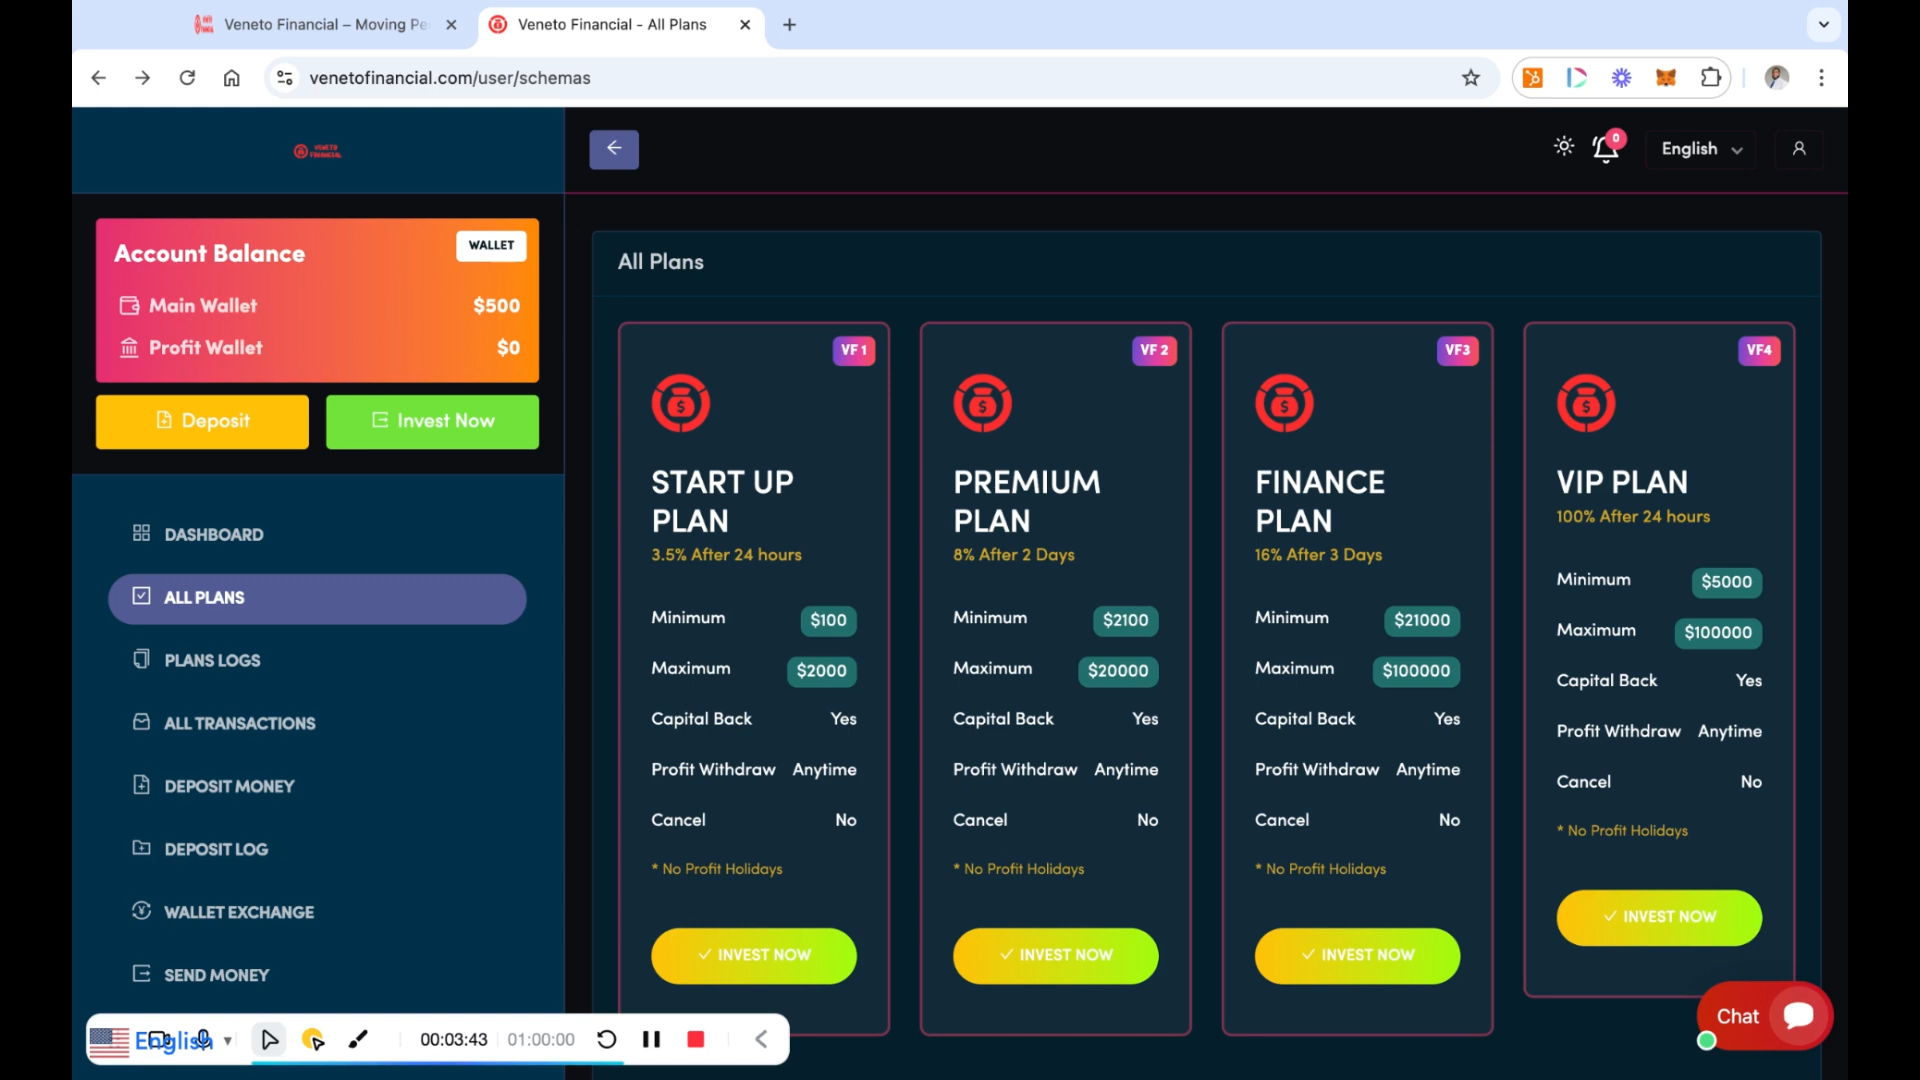 Veneto Financial – Moving Pe
Veneto Financial - All Plans
venetofinancial.com/user/schemas
VENETO
FINANCIAL
0
English
Account Balance
WALLET
Main Wallet $500
Profit Wallet $0
Deposit
Invest Now
DASHBOARD
ALL PLANS
PLANS LOGS
ALL TRANSACTIONS
DEPOSIT MONEY
DEPOSIT LOG
WALLET EXCHANGE
SEND MONEY
All Plans
VF 1
START UP
PLAN
3.5% After 24 hours
Minimum $100
Maximum $2000
Capital Back Yes
Profit Withdraw Anytime
Cancel No
* No Profit Holidays
INVEST NOW
VF 2
PREMIUM
PLAN
8% After 2 Days
Minimum $2100
Maximum $20000
Capital Back Yes
Profit Withdraw Anytime
Cancel No
* No Profit Holidays
INVEST NOW
VF3
FINANCE
PLAN
16% After 3 Days
Minimum $21000
Maximum $100000
Capital Back Yes
Profit Withdraw Anytime
Cancel No
* No Profit Holidays
INVEST NOW
VF4
VIP PLAN
100% After 24 hours
Minimum $5000
Maximum $100000
Capital Back Yes
Profit Withdraw Anytime
Cancel No
* No Profit Holidays
INVEST NOW
Chat
English
00:03:43
01:00:00